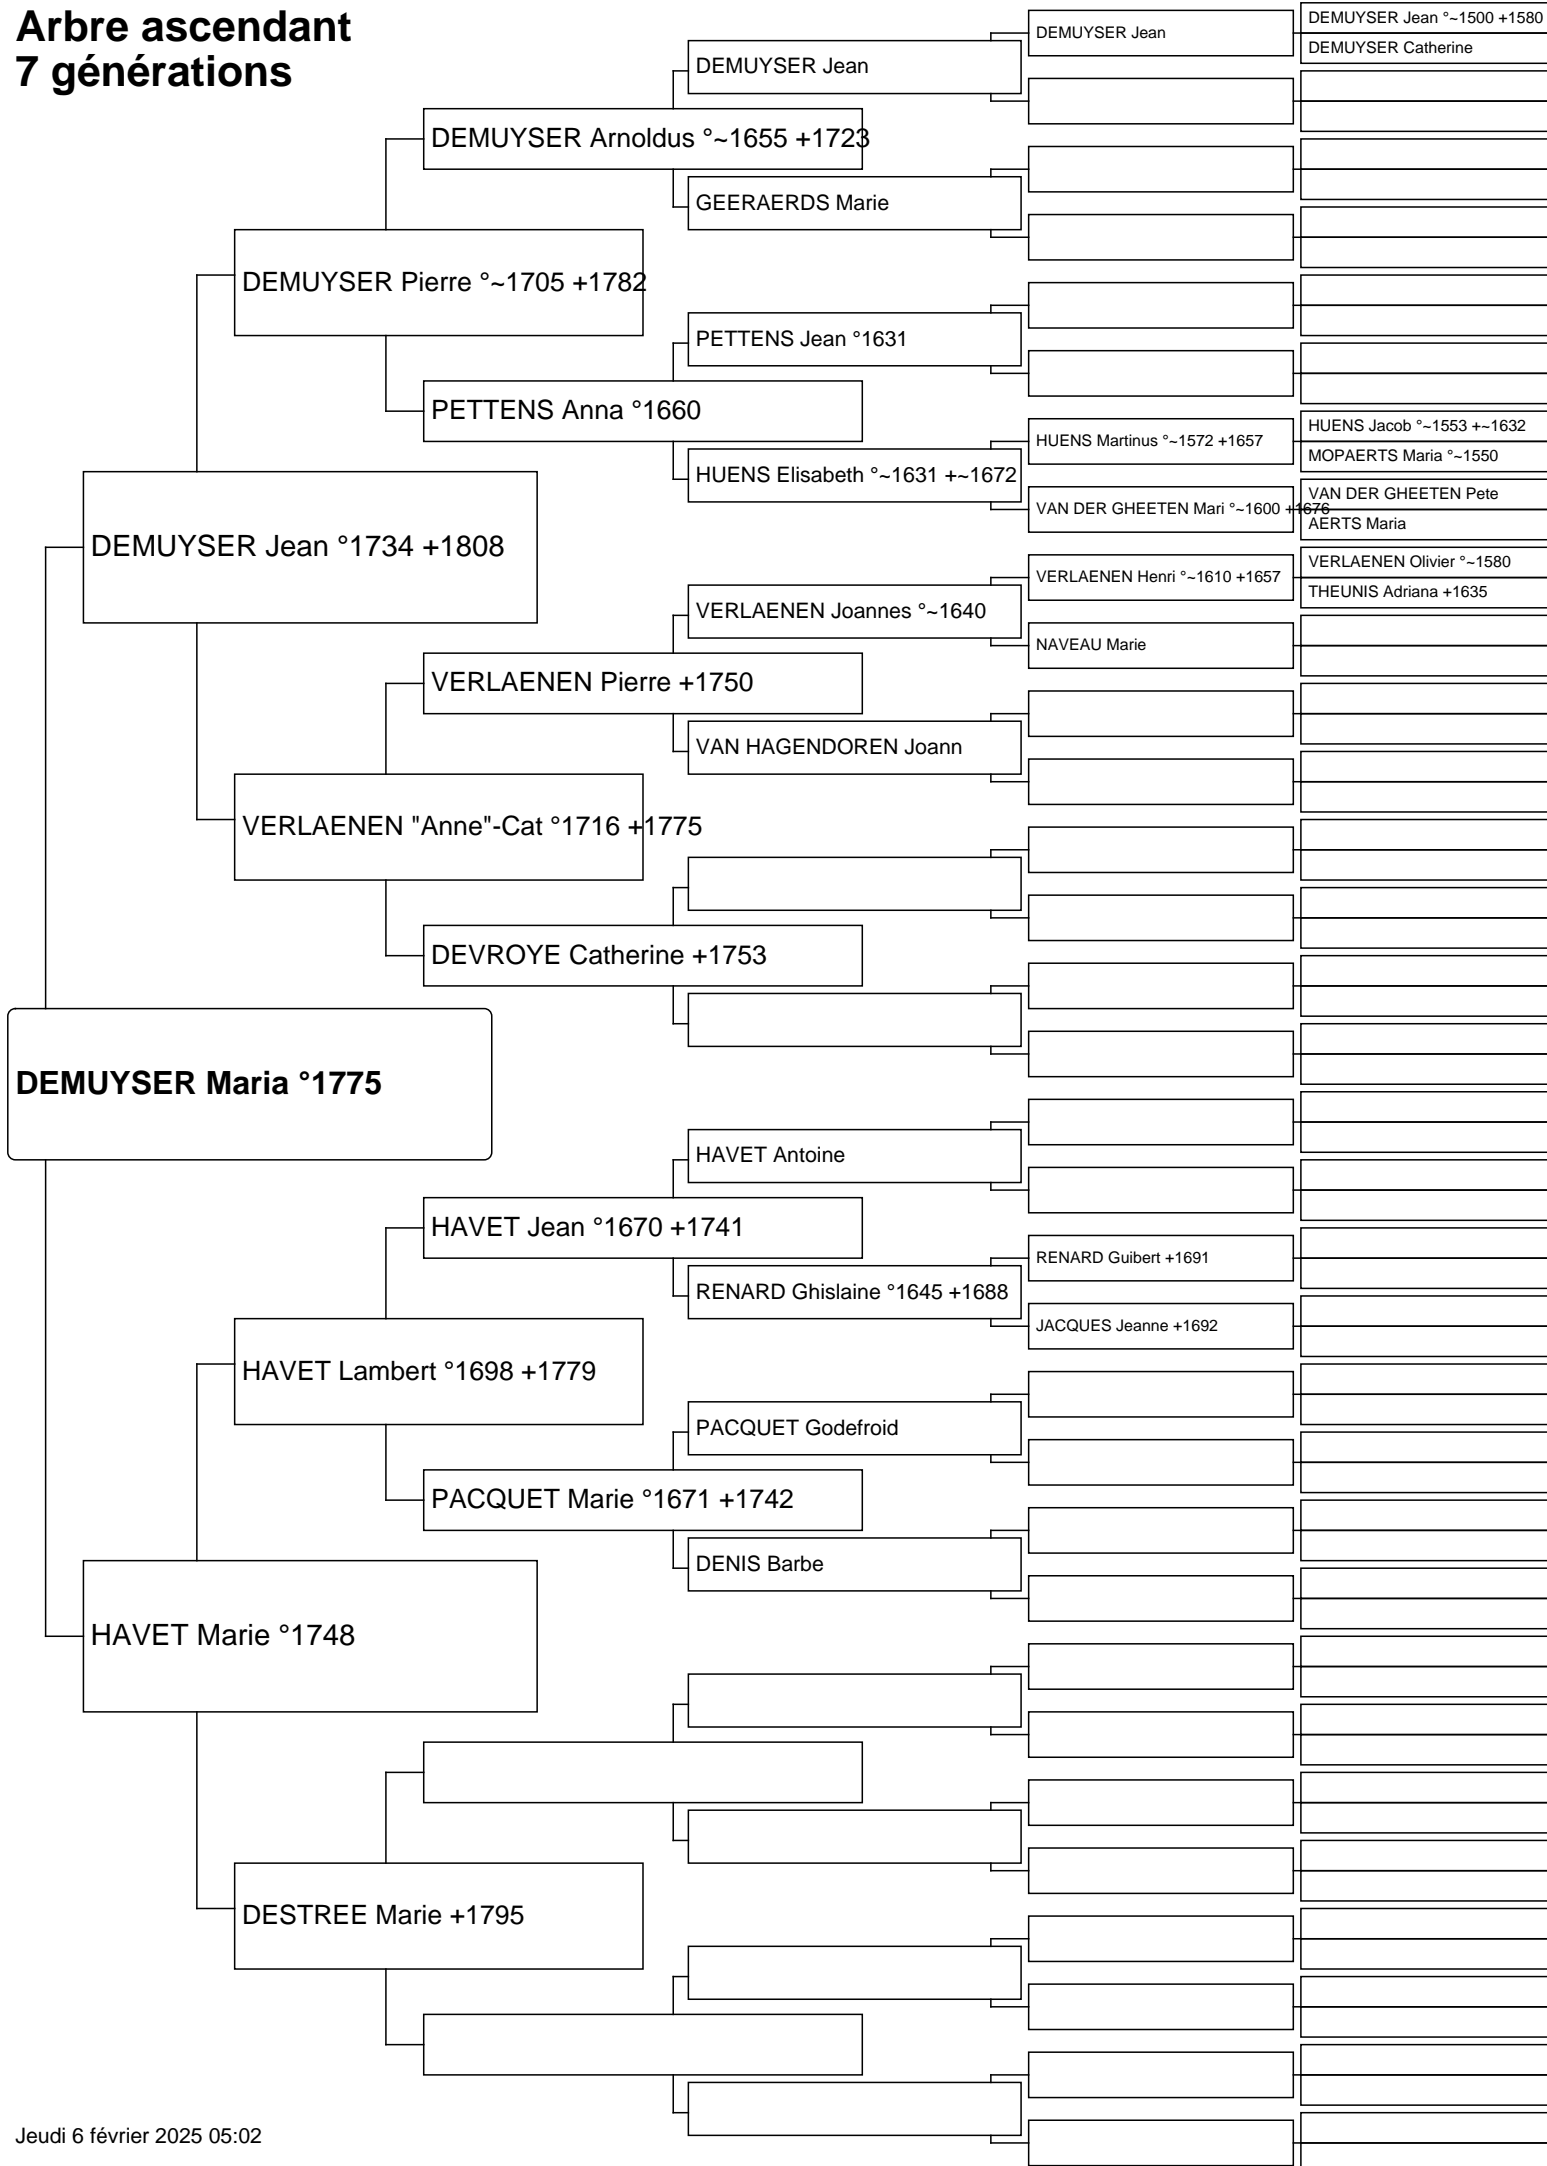 Arbre ascendant
7 générations
DEMUYSER Maria °1775
DEMUYSER Jean °1734 +1808
HAVET Marie °1748
DEMUYSER Pierre °~1705 +1782
VERLAENEN "Anne"-Cat °1716 +1775
HAVET Lambert °1698 +1779
DESTREE Marie +1795
DEMUYSER Arnoldus °~1655 +1723
PETTENS Anna °1660
VERLAENEN Pierre +1750
DEVROYE Catherine +1753
HAVET Jean °1670 +1741
PACQUET Marie °1671 +1742
DEMUYSER Jean
GEERAERDS Marie
PETTENS Jean °1631
HUENS Elisabeth °~1631 +~1672
VERLAENEN Joannes °~1640
VAN HAGENDOREN Joann
HAVET Antoine
RENARD Ghislaine °1645 +1688
PACQUET Godefroid
DENIS Barbe
DEMUYSER Jean
HUENS Martinus °~1572 +1657
VAN DER GHEETEN Mari °~1600 +1676
VERLAENEN Henri °~1610 +1657
NAVEAU Marie
RENARD Guibert +1691
JACQUES Jeanne +1692
DEMUYSER Jean °~1500 +1580
DEMUYSER Catherine
HUENS Jacob °~1553 +~1632
MOPAERTS Maria °~1550
VAN DER GHEETEN Pete
AERTS Maria
VERLAENEN Olivier °~1580
THEUNIS Adriana +1635
Jeudi 6 février 2025 05:02